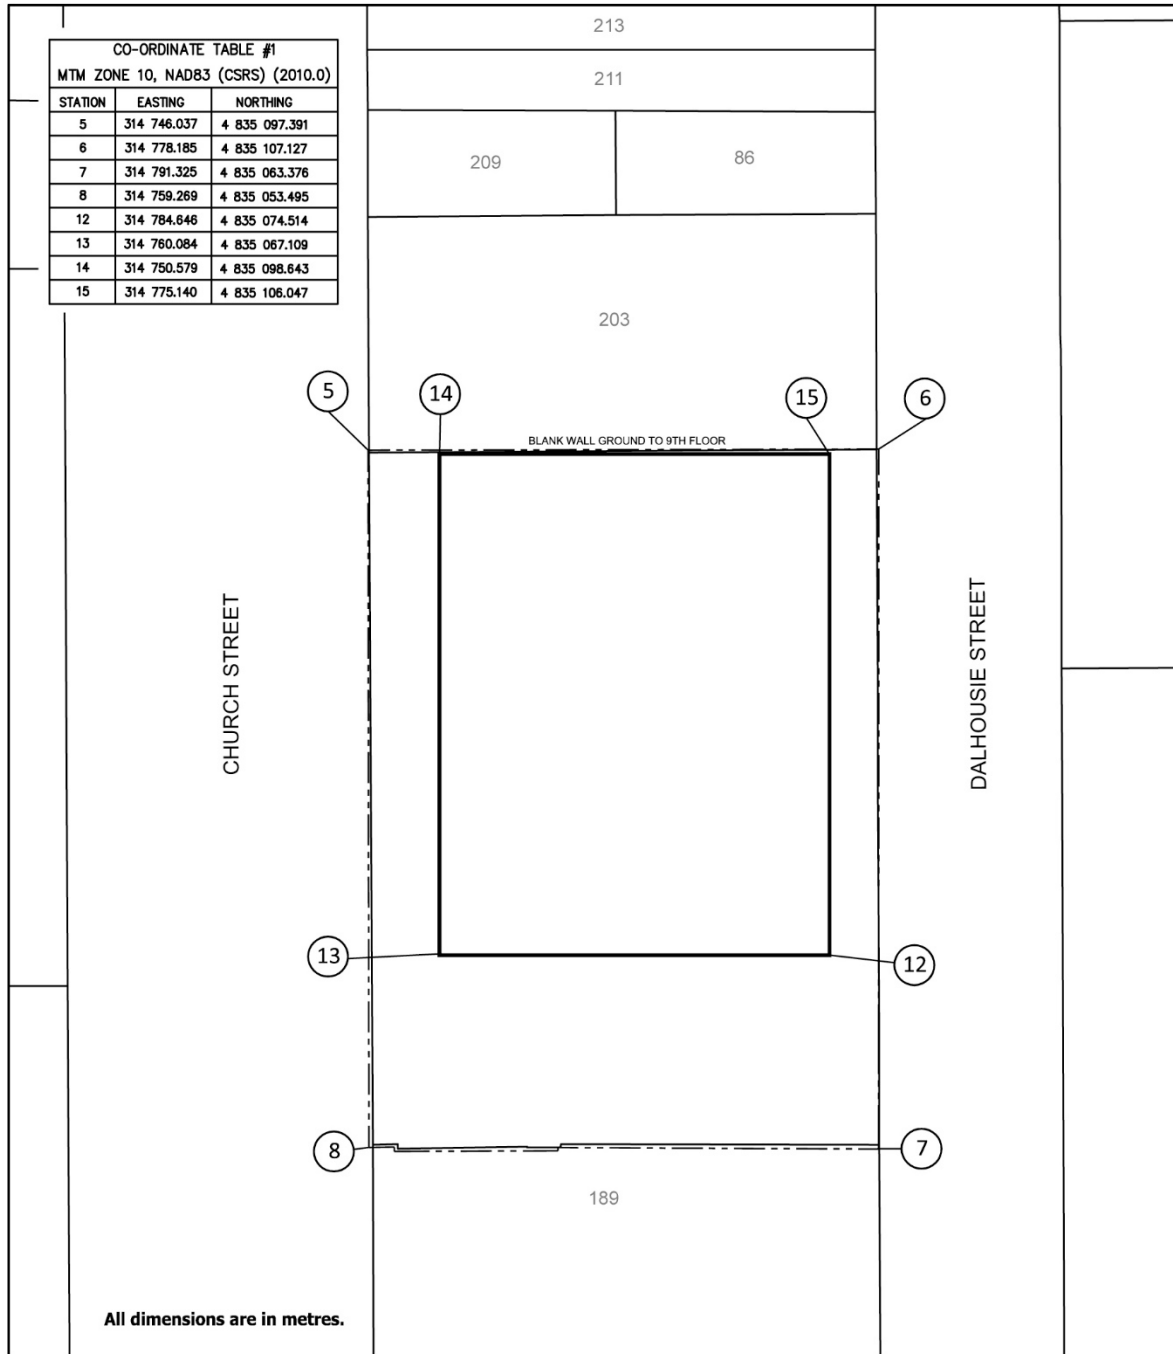 213
CO-ORDINATE TABLE #1
MTM ZONE 10, NAD83 (CSRS) (2010.0)
STATION EASTING NORTHING
5 314 746.037 4 835 097.391
6 314 778.185 4 835 107.127
7 314 791.325 4 835 063.376
8 314 759.269 4 835 053.495
12 314 784.646 4 835 074.514
13 314 760.084 4 835 067.109
14 314 750.579 4 835 098.643
15 314 775.140 4 835 106.047
211
209
86
203
5
14
15
6
BLANK WALL GROUND TO 9TH FLOOR
CHURCH STREET
DALHOUSIE STREET
13
12
8
7
189
All dimensions are in metres.